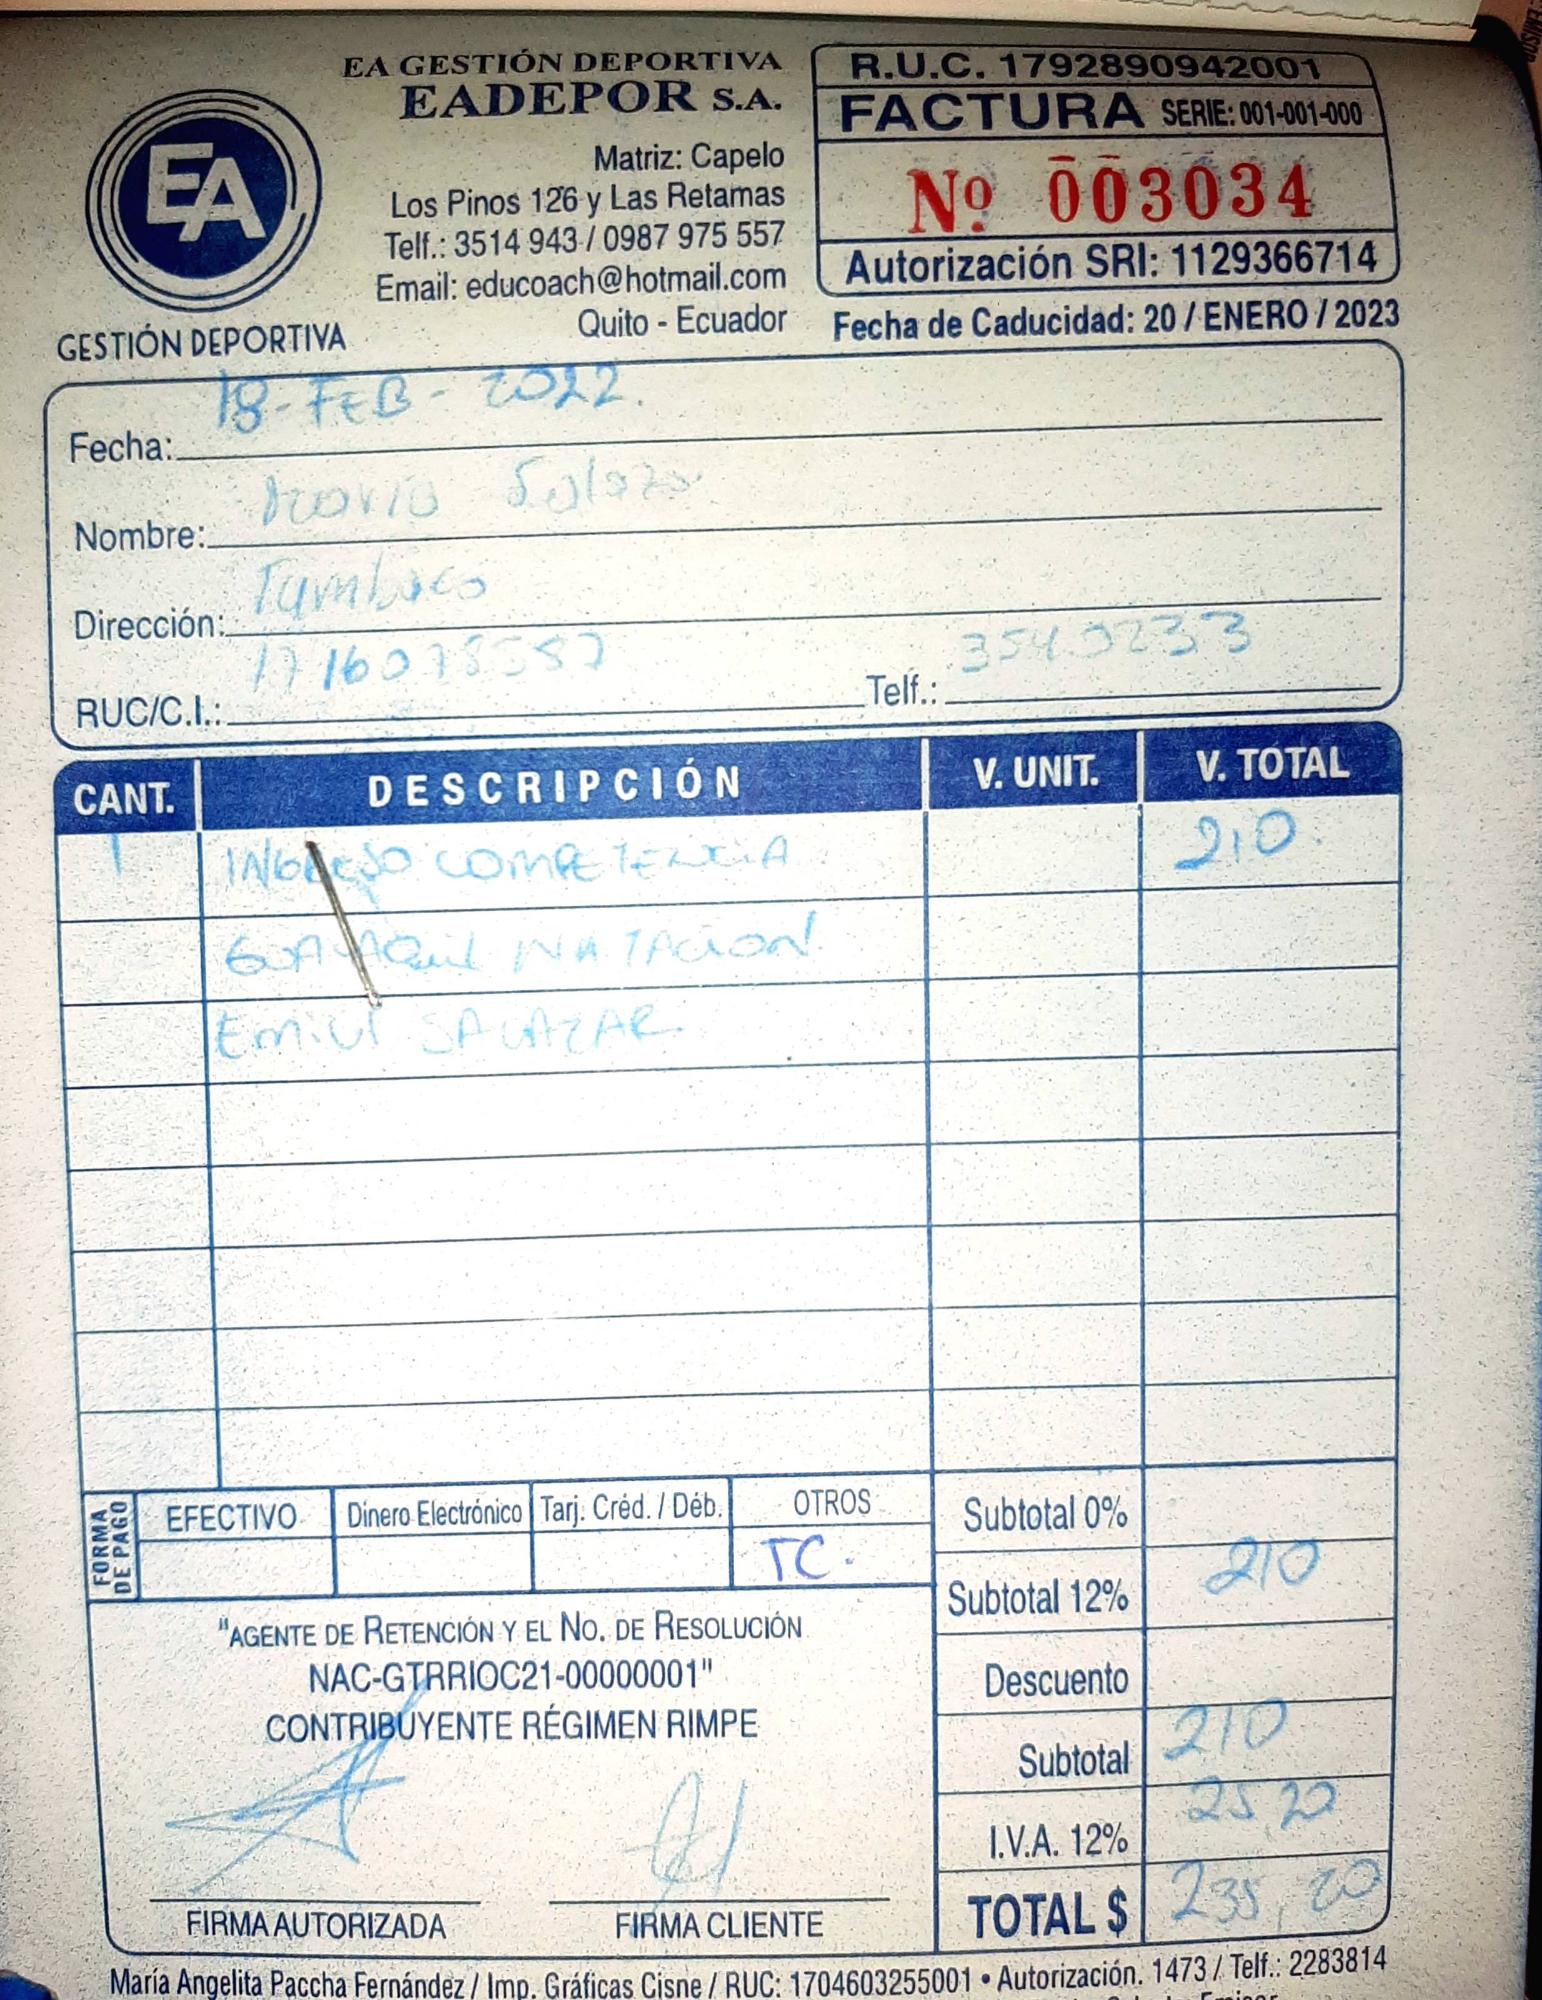 EA GESTIÓN DEPORTIVA
EADEPOR S.A.
Matriz: Capelo
Los Pinos 126 y Las Retamas
Telf.: 3514 943 / 0987 975 557
Email: educoach@hotmail.com
Quito - Ecuador
EA
GESTIÓN DEPORTIVA
R.U.C. 1792890942001
FACTURA SERIE: 001-001-000
Nº 003034
Autorización SRI: 1129366714
Fecha de Caducidad: 20 / ENERO / 2023
Fecha: 18-FEB-2022.
Nombre:
Dirección: Tumbaco
RUC/C.I.: Telf.:
CANT. DESCRIPCIÓN V. UNIT. V. TOTAL
1 INGRESO COMPETENCIA 210.
GUAYAQUIL NATACION
SALAZAR
FORMA DE PAGO
EFECTIVO Dinero Electrónico Tarj. Créd. / Déb. OTROS
TC.
Subtotal 0%
Subtotal 12% 210
Descuento
Subtotal 210
I.V.A. 12% 25,20
TOTAL $ 235,20
"AGENTE DE RETENCIÓN Y EL NO. DE RESOLUCIÓN
NAC-GTRRIOC21-00000001"
CONTRIBUYENTE RÉGIMEN RIMPE
FIRMA AUTORIZADA FIRMA CLIENTE
María Angelita Paccha Fernández / Imp. Gráficas Cisne / RUC: 1704603255001 • Autorización. 1473 / Telf.: 2283814